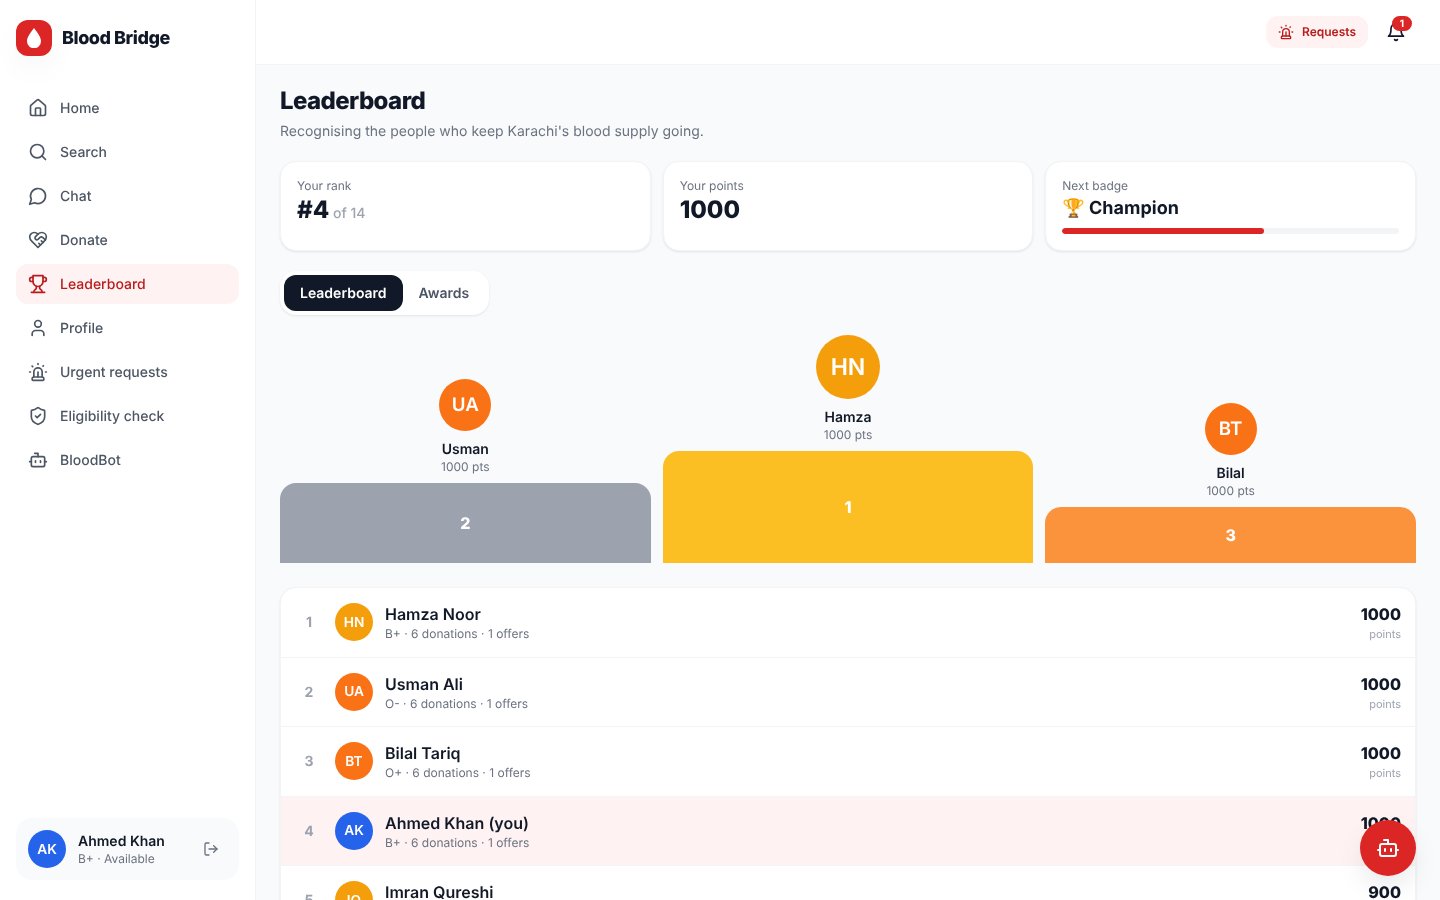 Blood Bridge
Home
Search
Chat
Donate
Leaderboard
Profile
Urgent requests
Eligibility check
BloodBot
AK
Ahmed Khan
B+ · Available
Requests
1
Leaderboard
Recognising the people who keep Karachi's blood supply going.
Your rank
#4 of 14
Your points
1000
Next badge
🏆 Champion
Leaderboard Awards
HN
Hamza
1000 pts
1
UA
Usman
1000 pts
2
BT
Bilal
1000 pts
3
1 HN Hamza Noor 1000
B+ · 6 donations · 1 offers points
2 UA Usman Ali 1000
O- · 6 donations · 1 offers points
3 BT Bilal Tariq 1000
O+ · 6 donations · 1 offers points
4 AK Ahmed Khan (you) 1000
B+ · 6 donations · 1 offers
Imran Qureshi 900